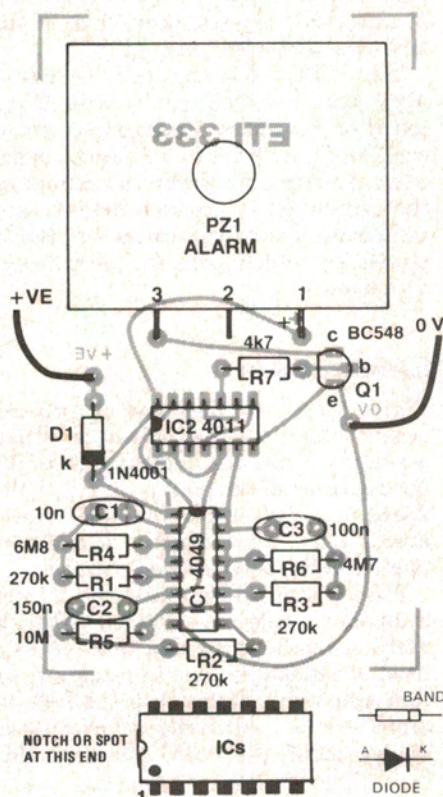 ETI 333
PZ1
ALARM
+VE
3
2
1
+
BC548
0 V
4k7
c
b
e
R7
Q1
+VE
0V
IC2 4011
D1
k
1N4001
10n
C1
C3
100n
6M8
R4
IC1 4049
R6
4M7
270k
R1
R3
150n
C2
270k
10M
R5
R2
270k
BAND
NOTCH OR SPOT
AT THIS END
ICs
1
A
K
DIODE